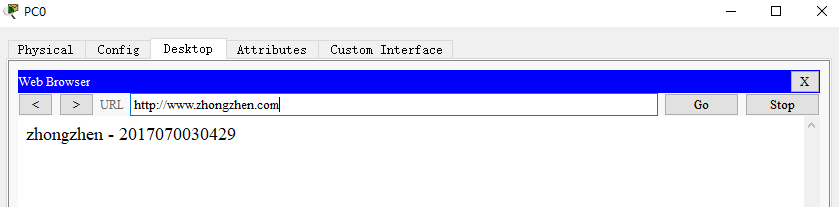 PC0
Physical Config Desktop Attributes Custom Interface
Web Browser X
< > URL http://www.zhongzhen.com Go Stop
zhongzhen - 2017070030429